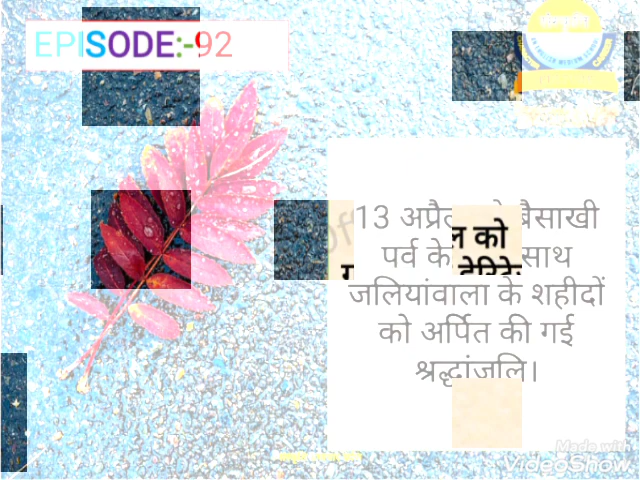 EPISODE:-92
13 अप्रैल को बैसाखी
पर्व के साथ
जलियांवाला के शहीदों
को अर्पित की गई
श्रद्धांजलि।
Made with
VideoShow